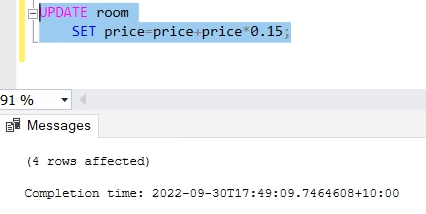 UPDATE room
SET price=price+price*0.15;
91 %
Messages
(4 rows affected)
Completion time: 2022-09-30T17:49:09.7464608+10:00